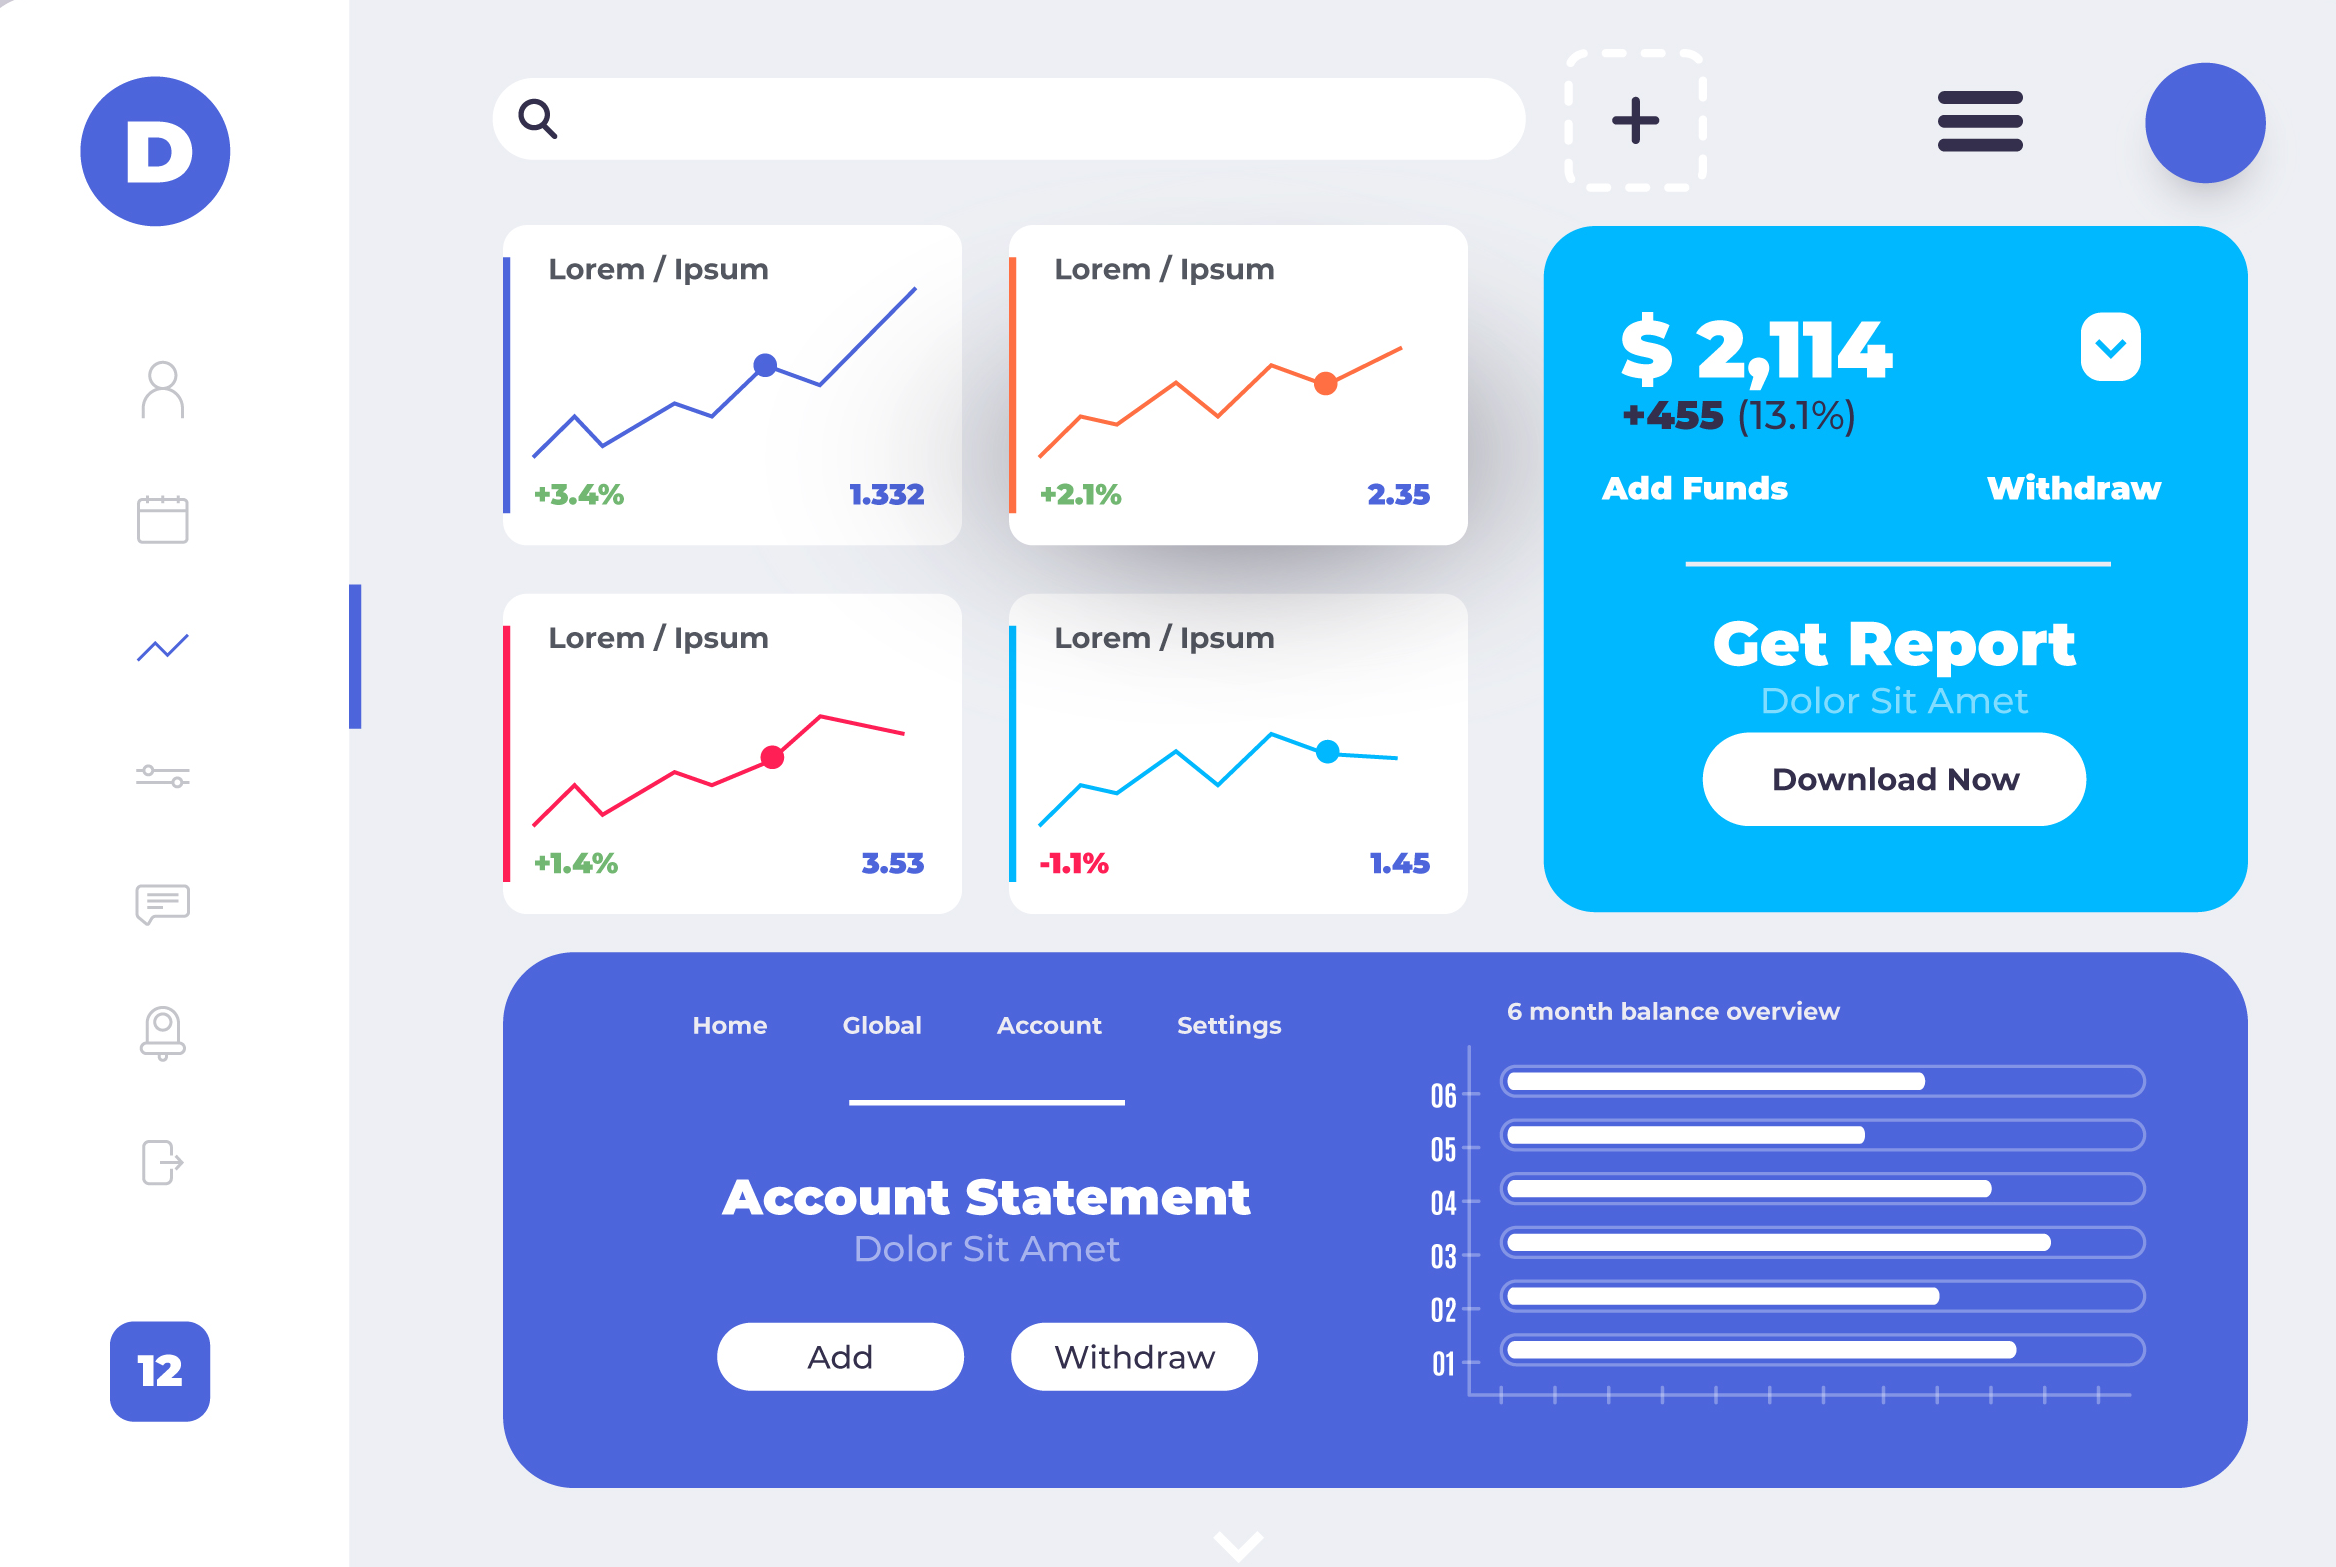 D
12
Lorem / Ipsum
+3.4% 1.332
Lorem / Ipsum
+2.1% 2.35
Lorem / Ipsum
+1.4% 3.53
Lorem / Ipsum
-1.1% 1.45
$ 2,114
+455 (13.1%)
Add Funds Withdraw
Get Report
Dolor Sit Amet
Download Now
Home Global Account Settings
Account Statement
Dolor Sit Amet
Add Withdraw
6 month balance overview
06
05
04
03
02
01